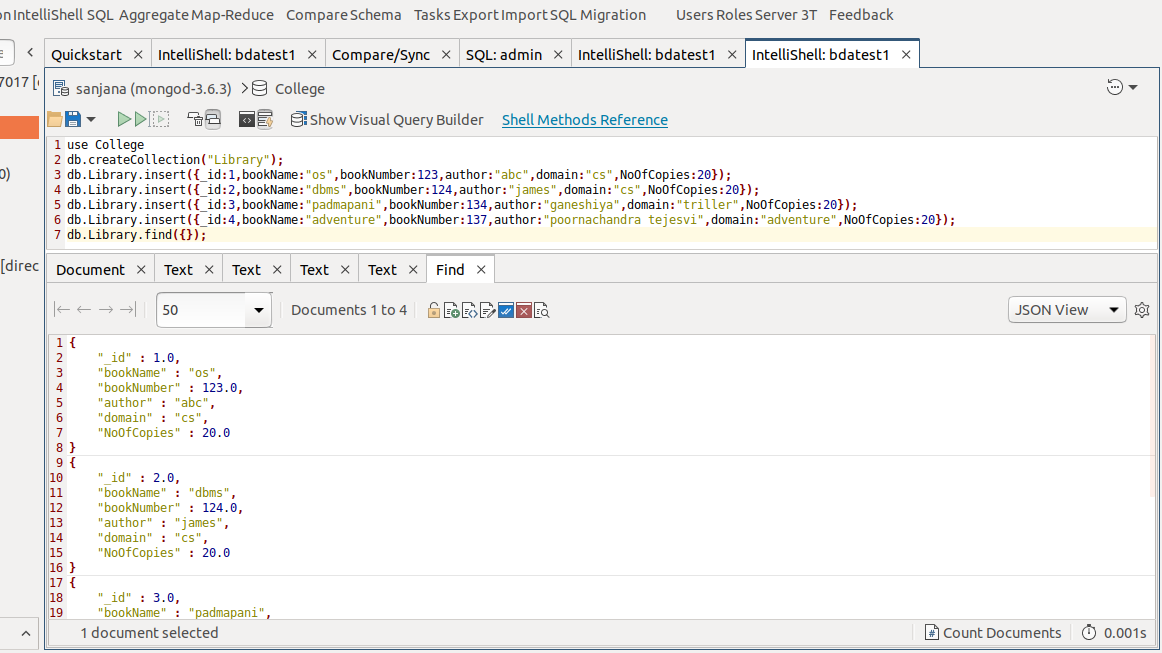 on IntelliShell SQL Aggregate Map-Reduce Compare Schema Tasks Export Import SQL Migration Users Roles Server 3T Feedback
Quickstart × IntelliShell: bdatest1 × Compare/Sync × SQL: admin × IntelliShell: bdatest1 × IntelliShell: bdatest1 ×
7017 [
sanjana (mongod-3.6.3) > College
Show Visual Query Builder Shell Methods Reference
0)
[direc
1 use College
2 db.createCollection("Library");
3 db.Library.insert({_id:1,bookName:"os",bookNumber:123,author:"abc",domain:"cs",NoOfCopies:20});
4 db.Library.insert({_id:2,bookName:"dbms",bookNumber:124,author:"james",domain:"cs",NoOfCopies:20});
5 db.Library.insert({_id:3,bookName:"padmapani",bookNumber:134,author:"ganeshiya",domain:"triller",NoOfCopies:20});
6 db.Library.insert({_id:4,bookName:"adventure",bookNumber:137,author:"poornachandra tejesvi",domain:"adventure",NoOfCopies:20});
7 db.Library.find({});
Document × Text × Text × Text × Text × Find ×
50 Documents 1 to 4 JSON View
1 {
2 "_id" : 1.0,
3 "bookName" : "os",
4 "bookNumber" : 123.0,
5 "author" : "abc",
6 "domain" : "cs",
7 "NoOfCopies" : 20.0
8 }
9 {
10 "_id" : 2.0,
11 "bookName" : "dbms",
12 "bookNumber" : 124.0,
13 "author" : "james",
14 "domain" : "cs",
15 "NoOfCopies" : 20.0
16 }
17 {
18 "_id" : 3.0,
19 "bookName" : "padmapani",
1 document selected Count Documents 0.001s